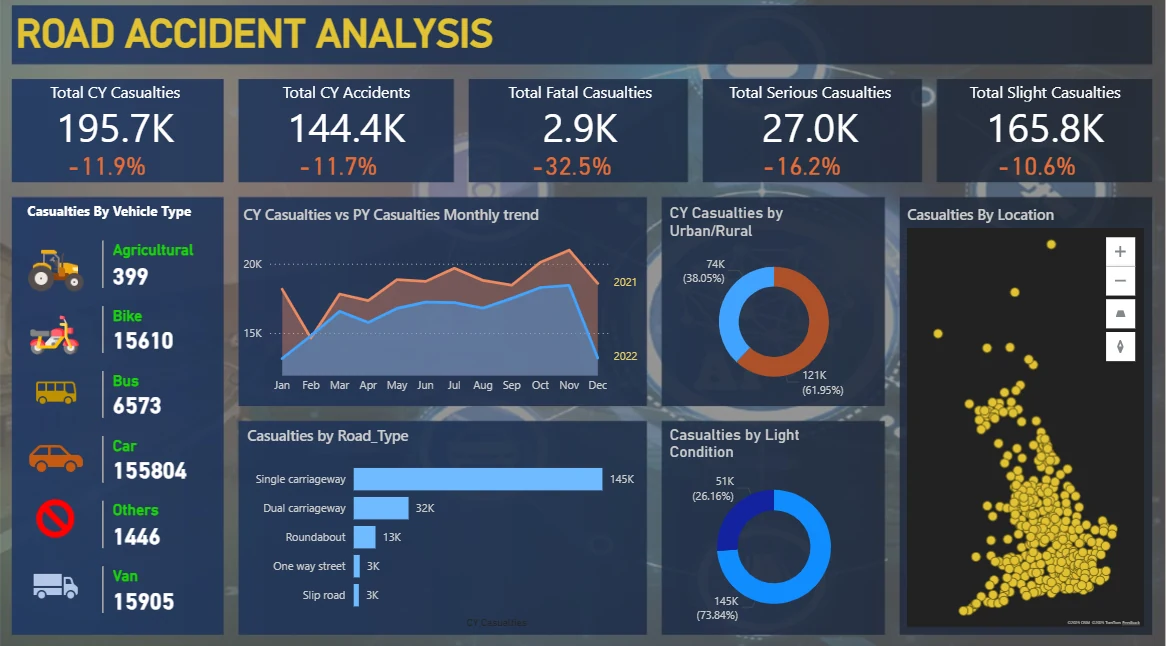 ROAD ACCIDENT ANALYSIS
Total CY Casualties
195.7K
-11.9%
Total CY Accidents
144.4K
-11.7%
Total Fatal Casualties
2.9K
-32.5%
Total Serious Casualties
27.0K
-16.2%
Total Slight Casualties
165.8K
-10.6%
Casualties By Vehicle Type
Agricultural
399
Bike
15610
Bus
6573
Car
155804
Others
1446
Van
15905
CY Casualties vs PY Casualties Monthly trend
20K
15K
2021
2022
Jan Feb Mar Apr May Jun Jul Aug Sep Oct Nov Dec
CY Casualties by
Urban/Rural
74K
(38.05%)
121K
(61.95%)
Casualties by Road_Type
Single carriageway 145K
Dual carriageway 32K
Roundabout 13K
One way street 3K
Slip road 3K
CY Casualties
Casualties by Light
Condition
51K
(26.16%)
145K
(73.84%)
Casualties By Location
+
−